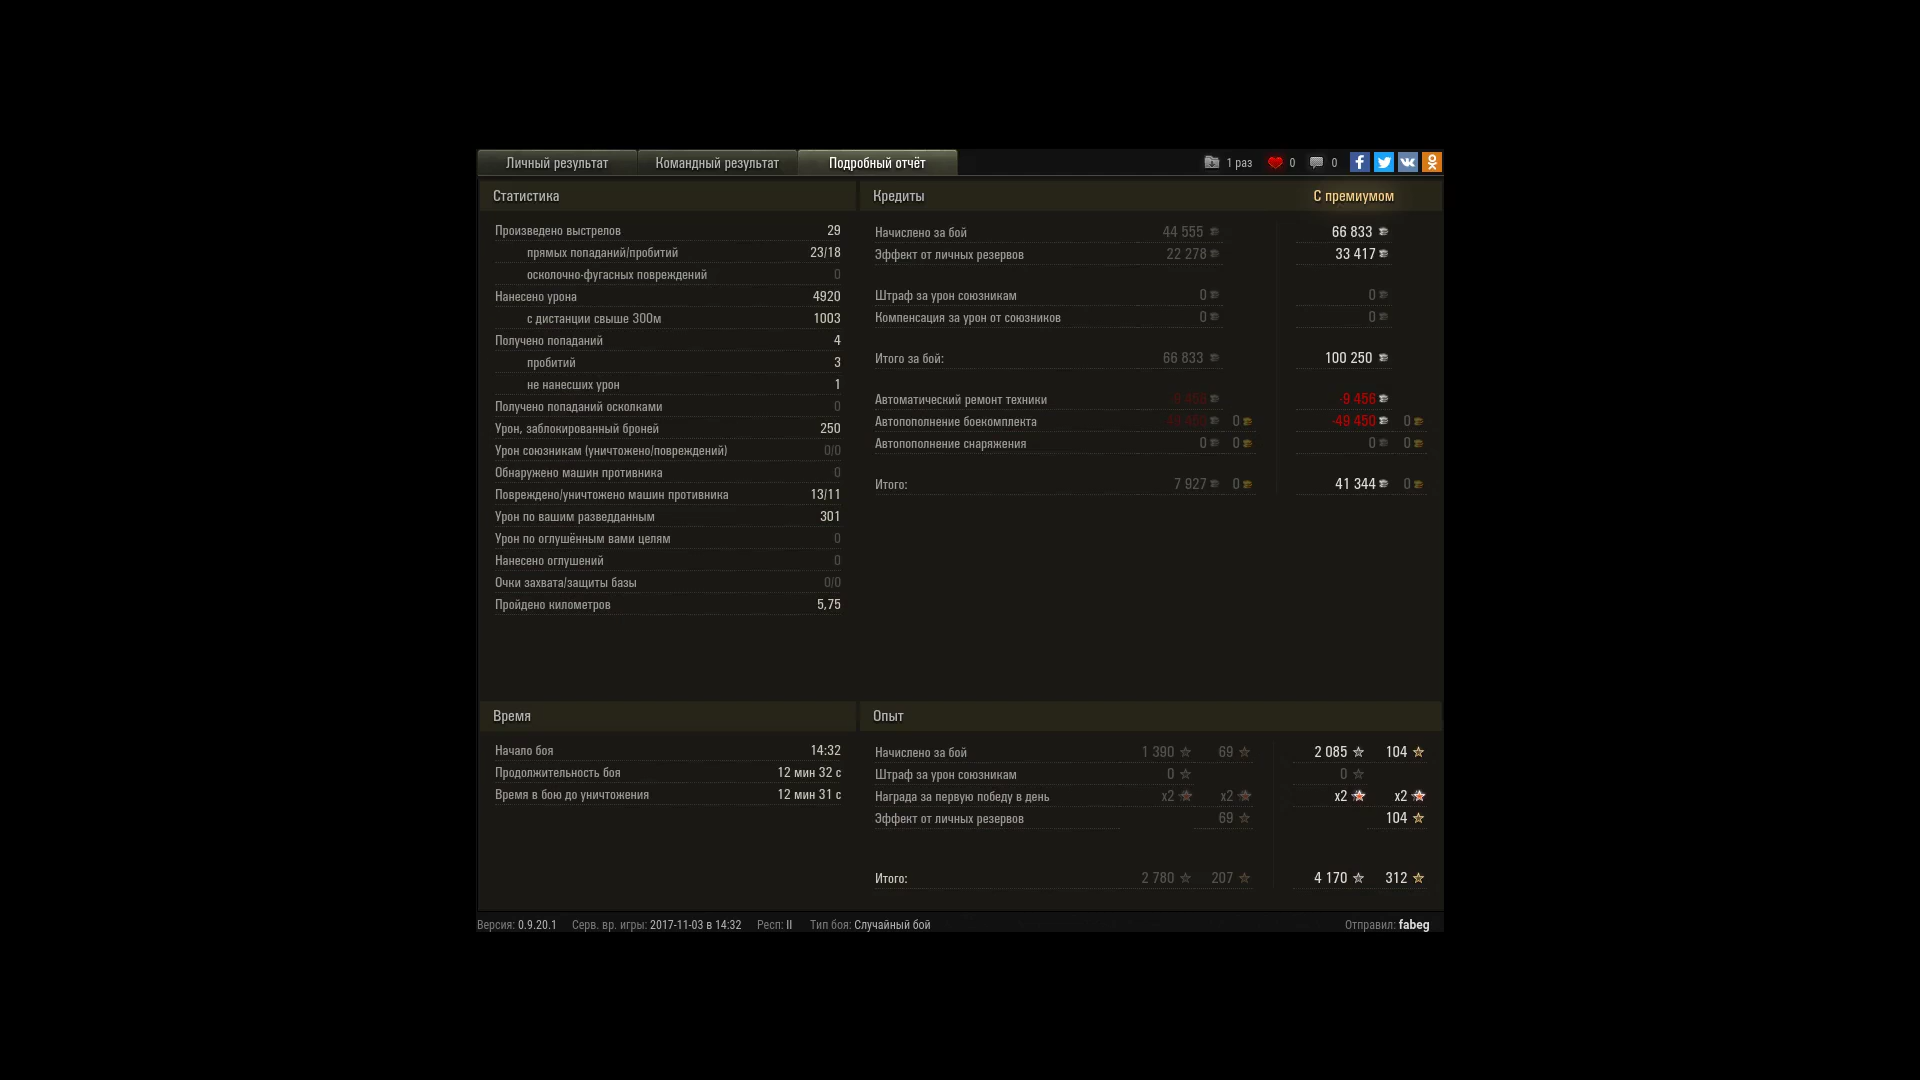 Личный результат Командный результат Подробный отчёт 1 раз 0 0
Статистика
Произведено выстрелов 29
прямых попаданий/пробитий 23/18
осколочно-фугасных повреждений 0
Нанесено урона 4920
с дистанции свыше 300м 1003
Получено попаданий 4
пробитий 3
не нанесших урон 1
Получено попаданий осколками 0
Урон, заблокированный броней 250
Урон союзникам (уничтожено/повреждений) 0/0
Обнаружено машин противника 0
Повреждено/уничтожено машин противника 13/11
Урон по вашим разведданным 301
Урон по оглушённым вами целям 0
Нанесено оглушений 0
Очки захвата/защиты базы 0/0
Пройдено километров 5,75
Кредиты С премиумом
Начислено за бой 44 555 66 833
Эффект от личных резервов 22 278 33 417
Штраф за урон союзникам 0 0
Компенсация за урон от союзников 0 0
Итого за бой: 66 833 100 250
Автоматический ремонт техники -9 456 -9 456
Автопополнение боекомплекта -49 450 0 -49 450 0
Автопополнение снаряжения 0 0 0 0
Итого: 7 927 0 41 344 0
Время
Начало боя 14:32
Продолжительность боя 12 мин 32 с
Время в бою до уничтожения 12 мин 31 с
Опыт
Начислено за бой 1 390 69 2 085 104
Штраф за урон союзникам 0 0
Награда за первую победу в день x2 x2 x2 x2
Эффект от личных резервов 69 104
Итого: 2 780 207 4 170 312
Версия: 0.9.20.1 Серв. вр. игры: 2017-11-03 в 14:32 Респ: II Тип боя: Случайный бой Отправил: fabeg